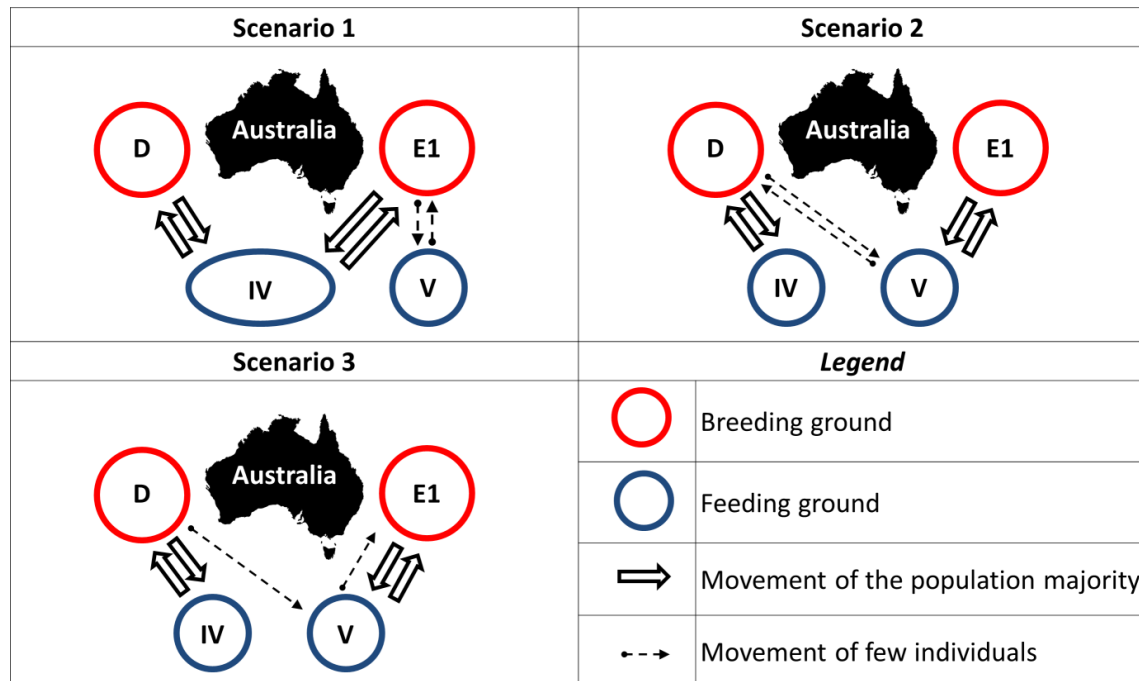 Scenario 1
Scenario 2
Australia
D
E1
IV
V
Australia
D
E1
IV
V
Scenario 3
Legend
Australia
D
E1
IV
V
Breeding ground
Feeding ground
Movement of the population majority
Movement of few individuals